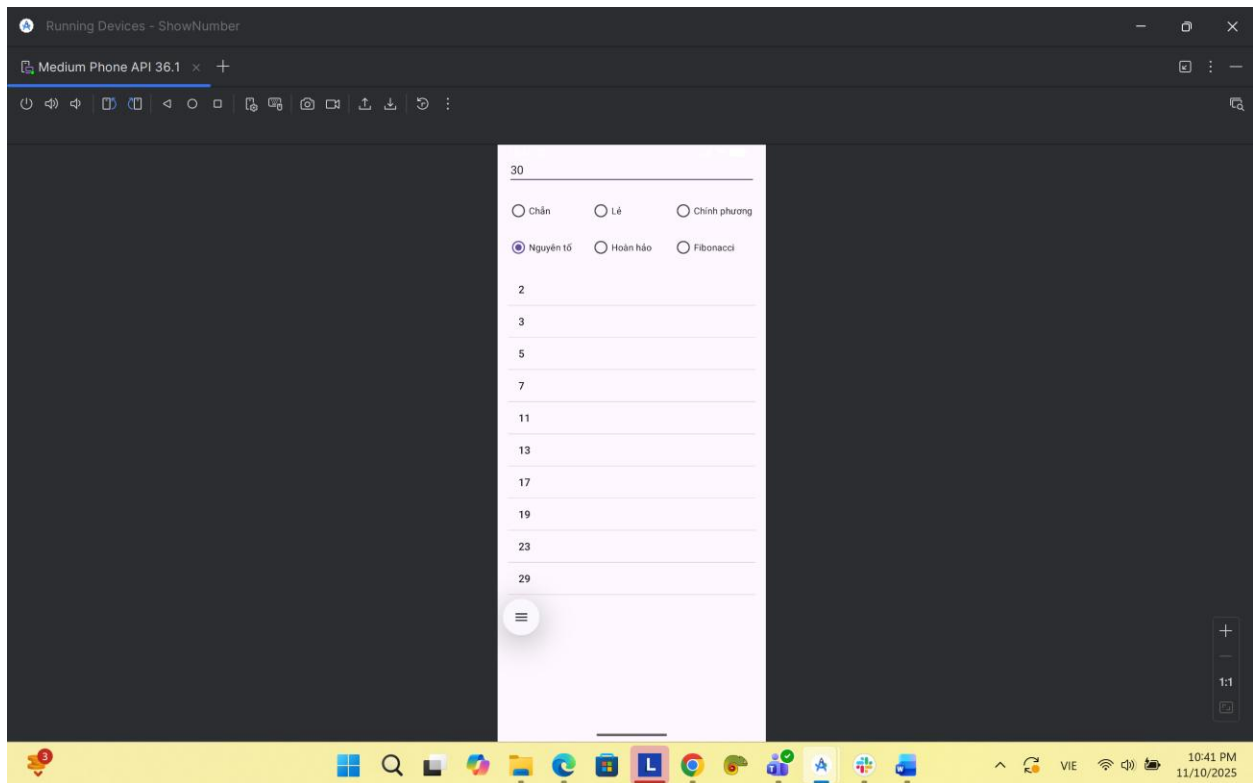 Running Devices - ShowNumber
Medium Phone API 36.1
30
Chẵn Lẻ Chính phương
Nguyên tố Hoàn hảo Fibonacci
2
3
5
7
11
13
17
19
23
29
1:1
3
L
VIE
10:41 PM
11/10/2025